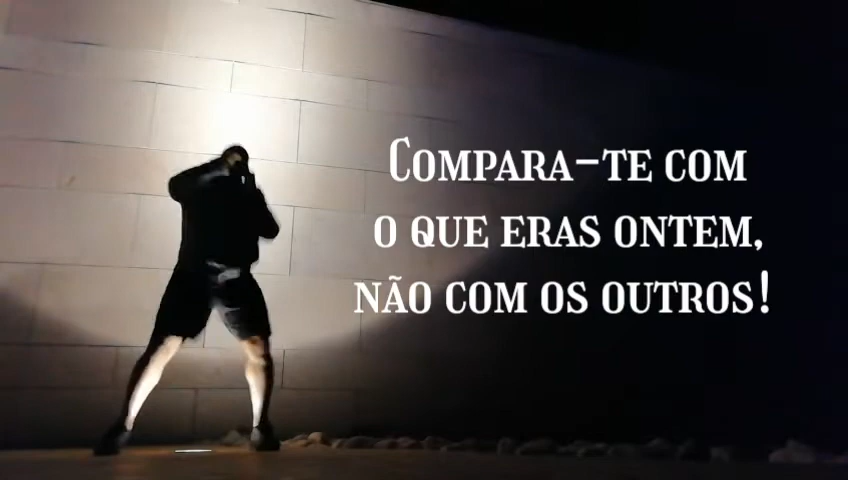 Compara-te com
o que eras ontem,
não com os outros!